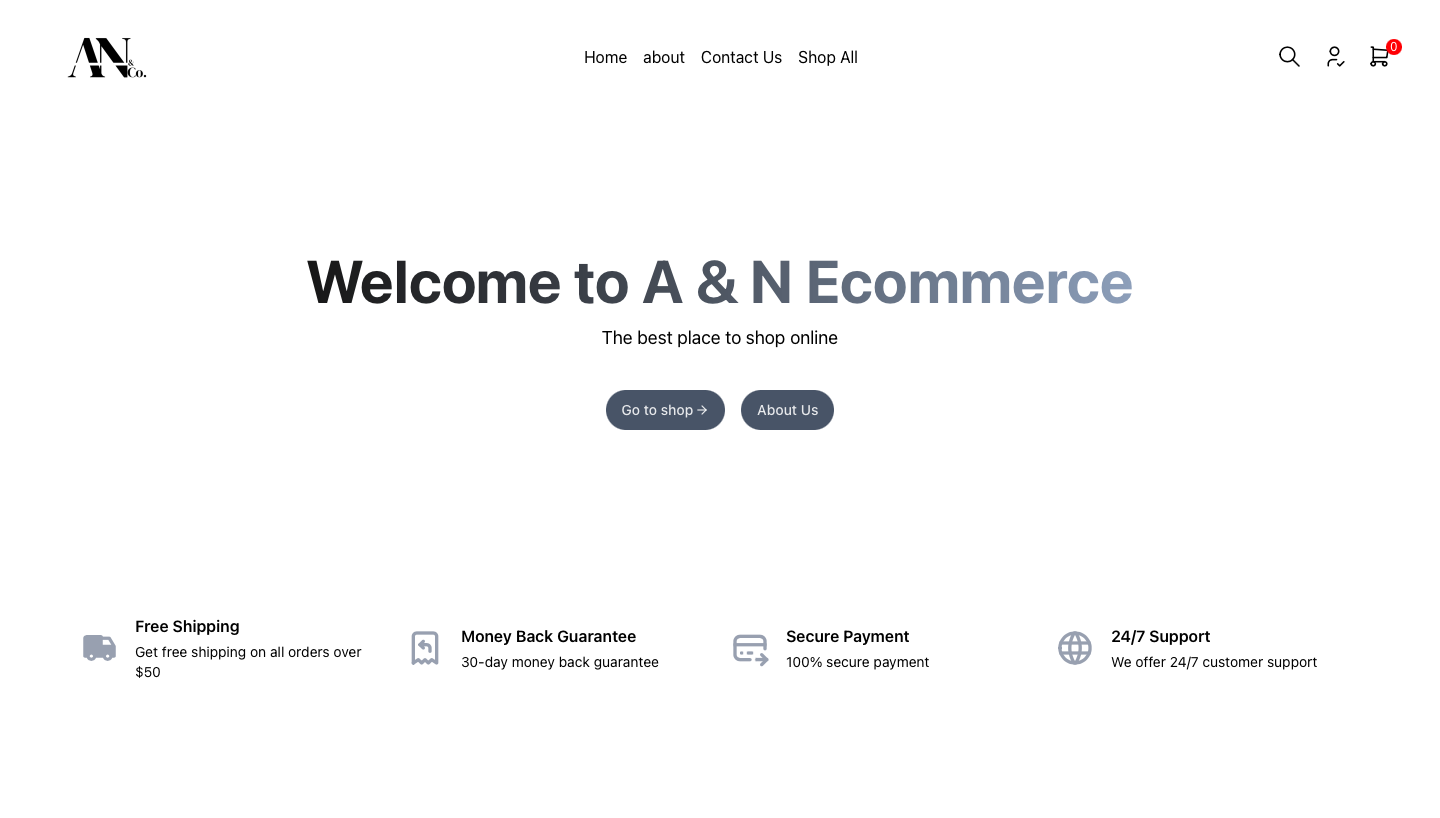 AN
&
Co.
Home about Contact Us Shop All
0
Welcome to A & N Ecommerce
The best place to shop online
Go to shop → About Us
Free Shipping
Get free shipping on all orders over
$50
Money Back Guarantee
30-day money back guarantee
Secure Payment
100% secure payment
24/7 Support
We offer 24/7 customer support